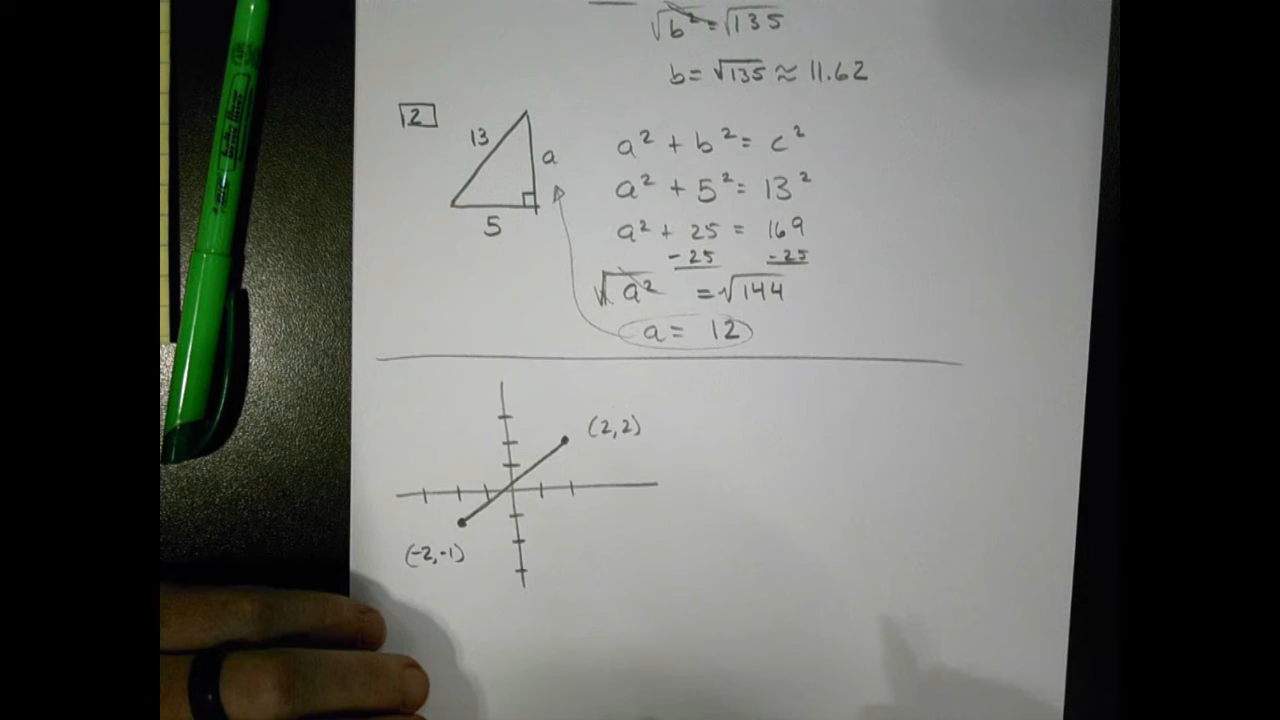 √b² = √135
b = √135 ≈ 11.62
2
13
a
5
a² + b² = c²
a² + 5² = 13²
a² + 25 = 169
-25 -25
√a² = √144
a = 12
(2,2)
(-2,-1)